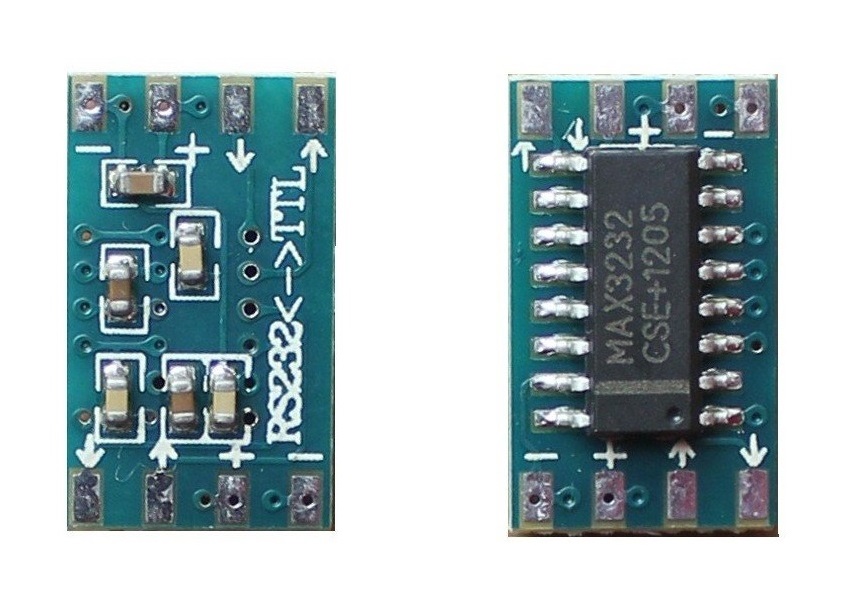 − +
RS232<->TTL
+ −
+ −
MAX3232
CSE+1205
− +